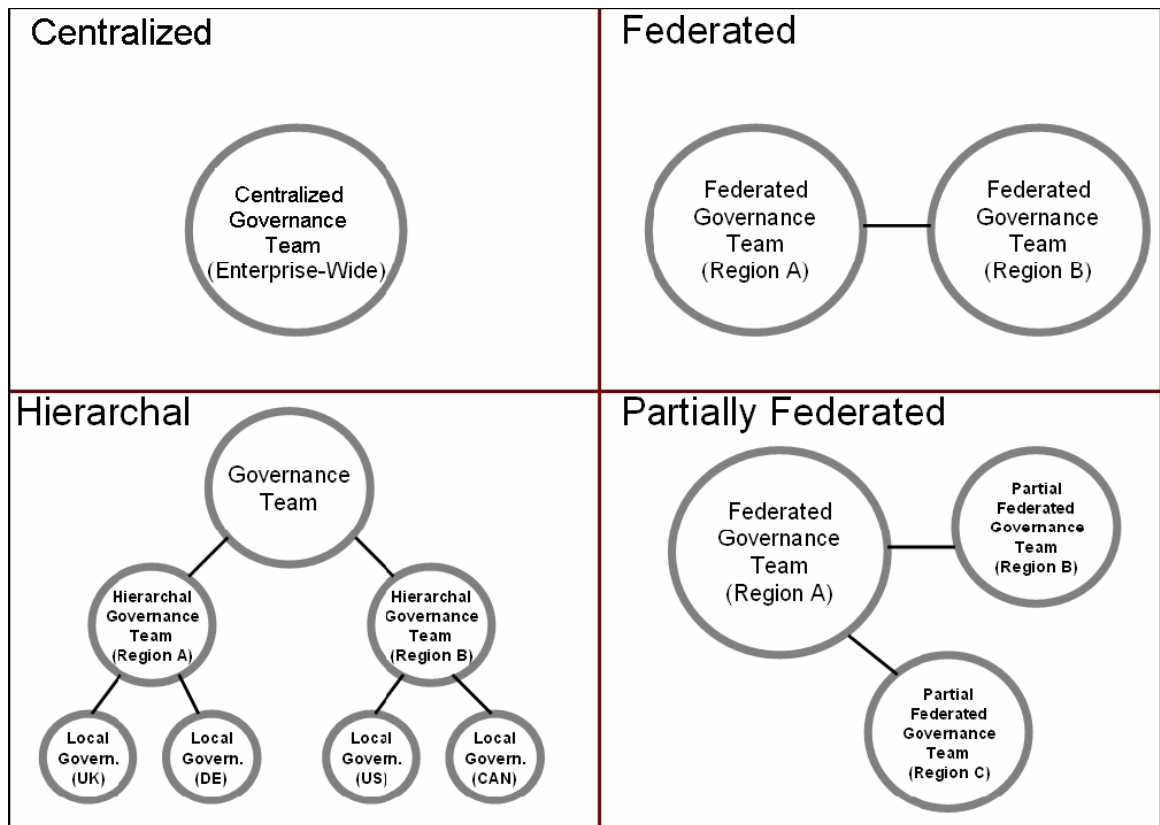 Centralized
Centralized
Governance
Team
(Enterprise-Wide)
Federated
Federated
Governance
Team
(Region A)
Federated
Governance
Team
(Region B)
Hierarchal
Governance
Team
Hierarchal
Governance
Team
(Region A)
Hierarchal
Governance
Team
(Region B)
Local
Govern.
(UK)
Local
Govern.
(DE)
Local
Govern.
(US)
Local
Govern.
(CAN)
Partially Federated
Federated
Governance
Team
(Region A)
Partial
Federated
Governance
Team
(Region B)
Partial
Federated
Governance
Team
(Region C)